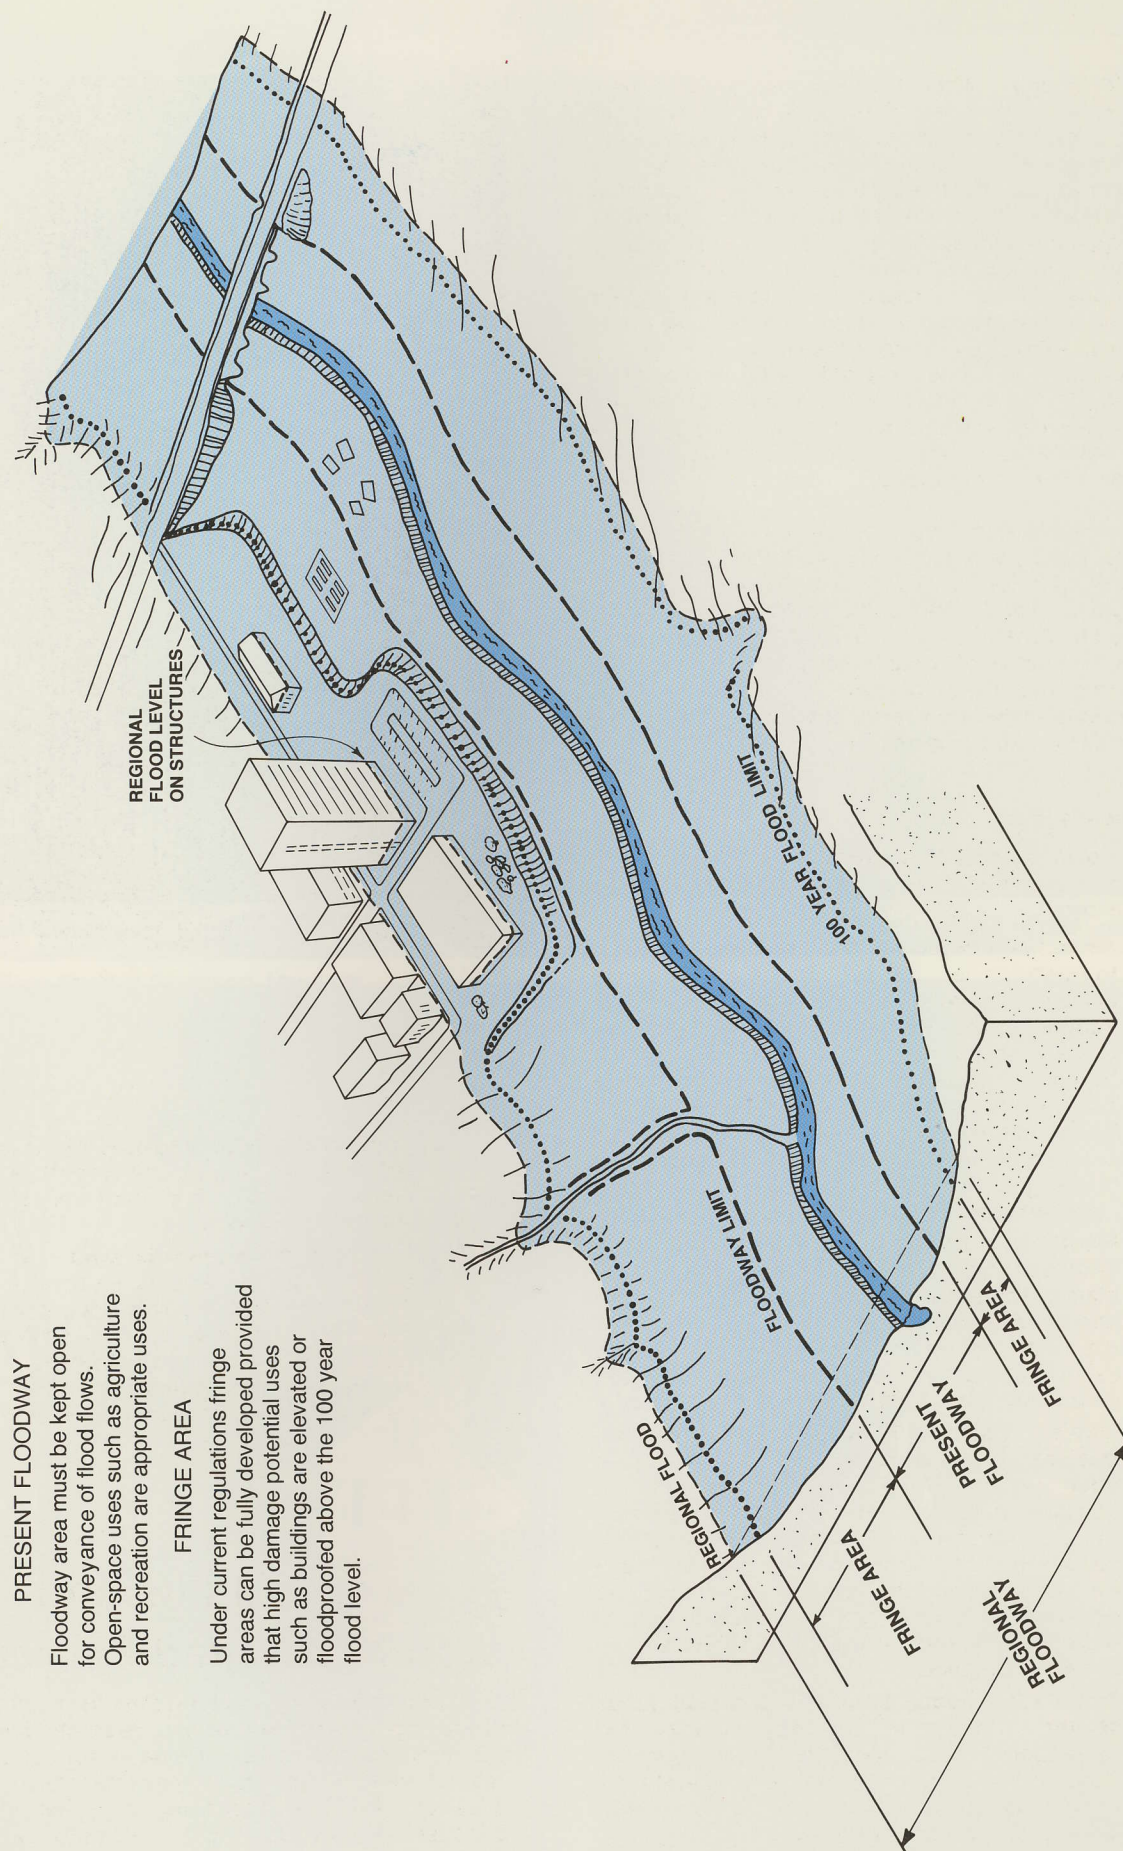 PRESENT FLOODWAY
Floodway area must be kept open
for conveyance of flood flows.
Open-space uses such as agriculture
and recreation are appropriate uses.
FRINGE AREA
Under current regulations fringe
areas can be fully developed provided
that high damage potential uses
such as buildings are elevated or
floodproofed above the 100 year
flood level.
REGIONAL
FLOOD LEVEL
ON STRUCTURES
100 YEAR FLOOD LIMIT
FLOODWAY LIMIT
REGIONAL FLOOD
FRINGE AREA
PRESENT
FLOODWAY
FRINGE AREA
REGIONAL
FLOODWAY